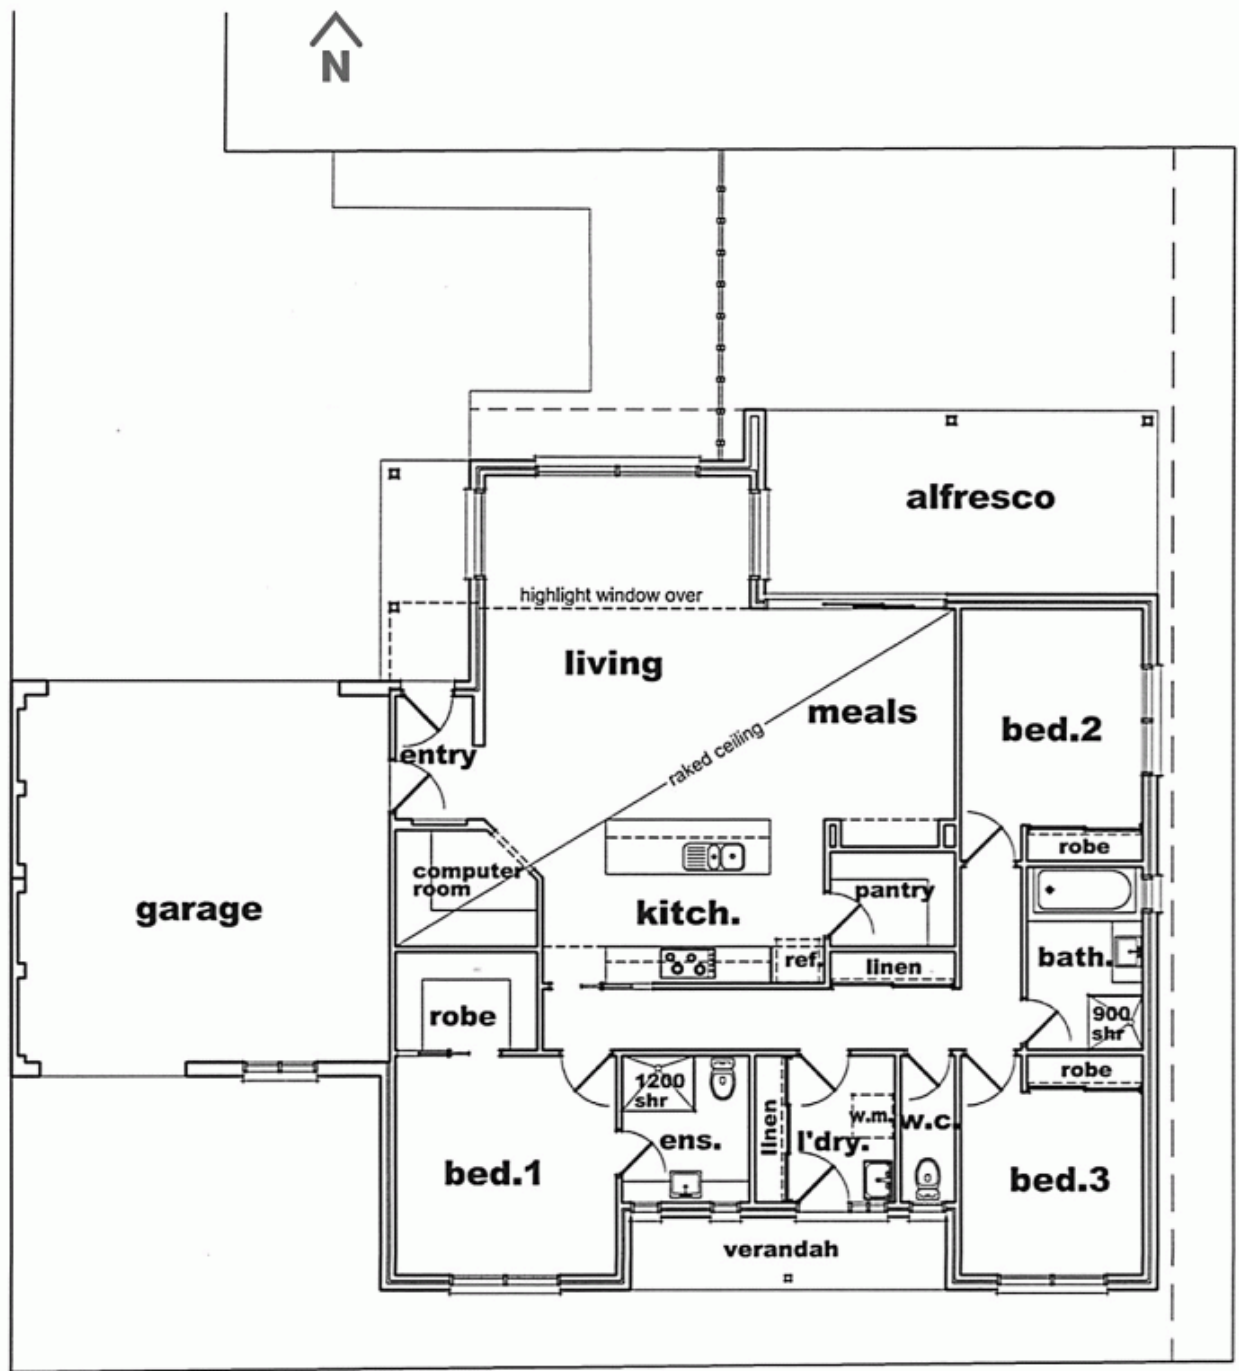 N
alfresco
highlight window over
living
meals
raked ceiling
bed.2
entry
robe
computer
room
pantry
garage
kitch.
bath.
ref.
linen
robe
900
shr
robe
1200
shr
linen
w.m.
w.c.
ens.
l'dry.
bed.1
bed.3
verandah